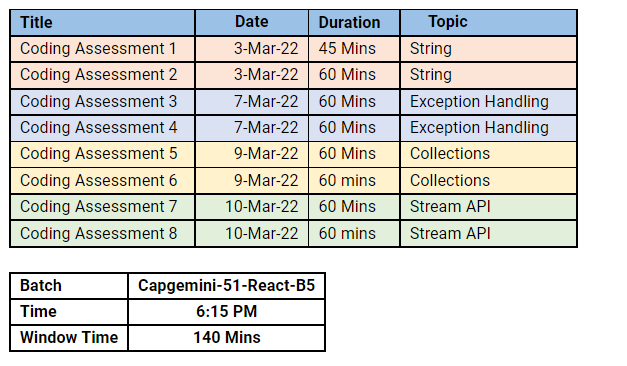 Title Date Duration Topic
Coding Assessment 1 3-Mar-22 45 Mins String
Coding Assessment 2 3-Mar-22 60 Mins String
Coding Assessment 3 7-Mar-22 60 Mins Exception Handling
Coding Assessment 4 7-Mar-22 60 Mins Exception Handling
Coding Assessment 5 9-Mar-22 60 Mins Collections
Coding Assessment 6 9-Mar-22 60 mins Collections
Coding Assessment 7 10-Mar-22 60 Mins Stream API
Coding Assessment 8 10-Mar-22 60 mins Stream API
Batch Capgemini-51-React-B5
Time 6:15 PM
Window Time 140 Mins